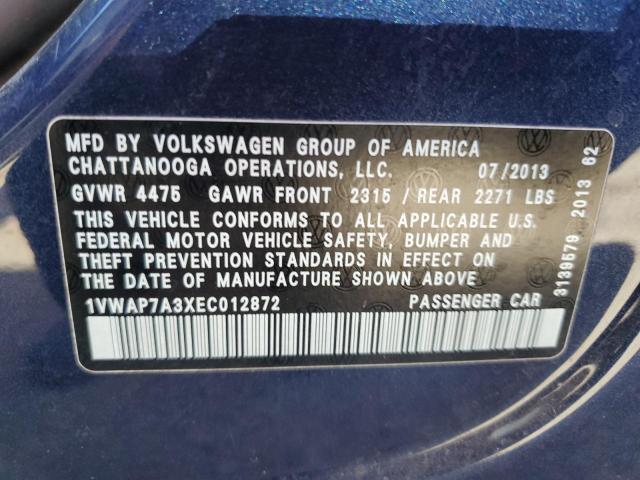 MFD BY VOLKSWAGEN GROUP OF AMERICA
CHATTANOOGA OPERATIONS, LLC. 07/2013
GVWR 4475 GAWR FRONT 2315 / REAR 2271 LBS
THIS VEHICLE CONFORMS TO ALL APPLICABLE U.S.
FEDERAL MOTOR VEHICLE SAFETY, BUMPER AND
THEFT PREVENTION STANDARDS IN EFFECT ON
THE DATE OF MANUFACTURE SHOWN ABOVE
1VWAP7A3XEC012872 PASSENGER CAR
3139579 2013 62